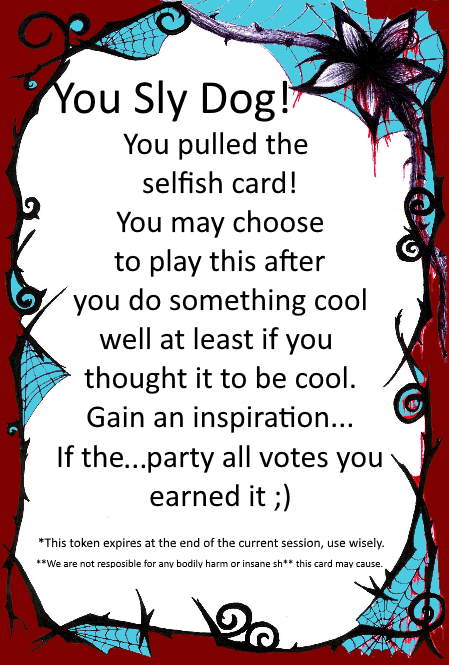 You Sly Dog!
You pulled the
selfish card!
You may choose
to play this after
you do something cool
well at least if you
thought it to be cool.
Gain an inspiration...
If the...party all votes you
earned it ;)
*This token expires at the end of the current session, use wisely.
**We are not resposible for any bodily harm or insane sh** this card may cause.